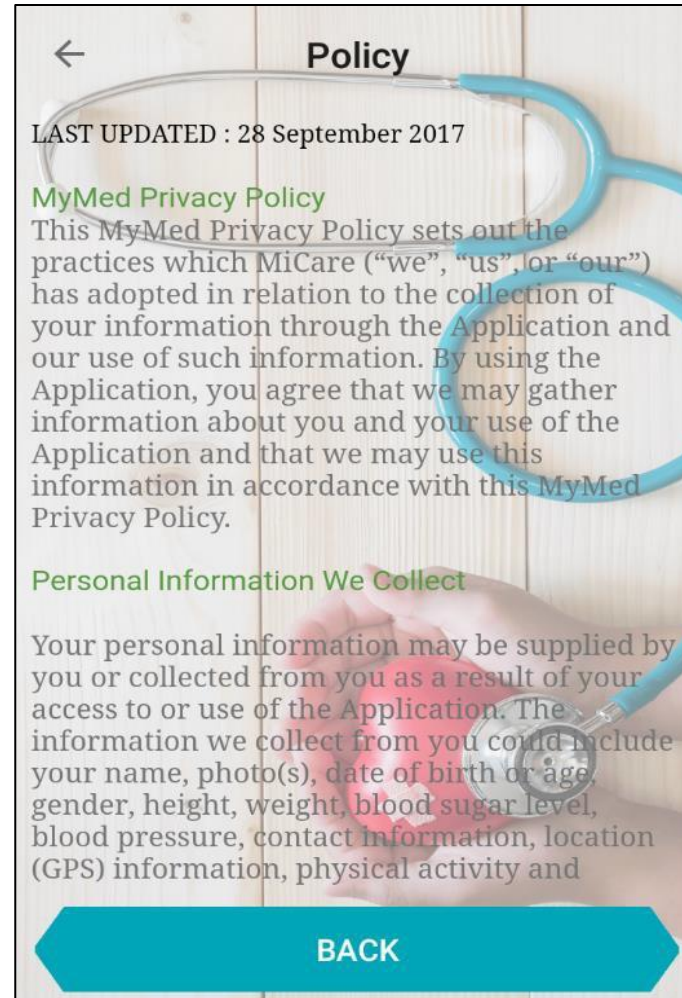 Policy
LAST UPDATED : 28 September 2017
MyMed Privacy Policy
This MyMed Privacy Policy sets out the
practices which MiCare (“we”, “us”, or “our”)
has adopted in relation to the collection of
your information through the Application and
our use of such information. By using the
Application, you agree that we may gather
information about you and your use of the
Application and that we may use this
information in accordance with this MyMed
Privacy Policy.
Personal Information We Collect
Your personal information may be supplied by
you or collected from you as a result of your
access to or use of the Application. The
information we collect from you could include
your name, photo(s), date of birth or age,
gender, height, weight, blood sugar level,
blood pressure, contact information, location
(GPS) information, physical activity and
BACK